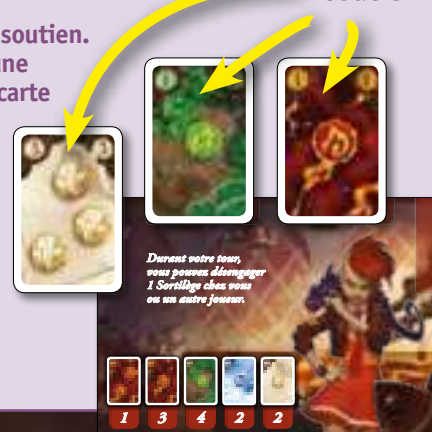 soutien.
une
carte
Durant votre tour,
vous pouvez désengager
1 Sortilège chez vous
ou un autre joueur.
1 3 4 2 2